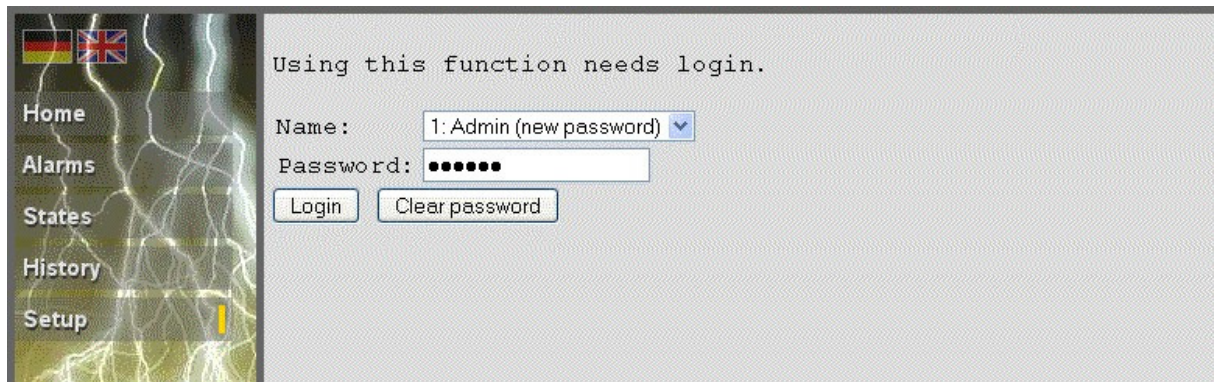 Home
Alarms
States
History
Setup
Using this function needs login.
Name: 1: Admin (new password)
Password: ●●●●●●
Login Clear password